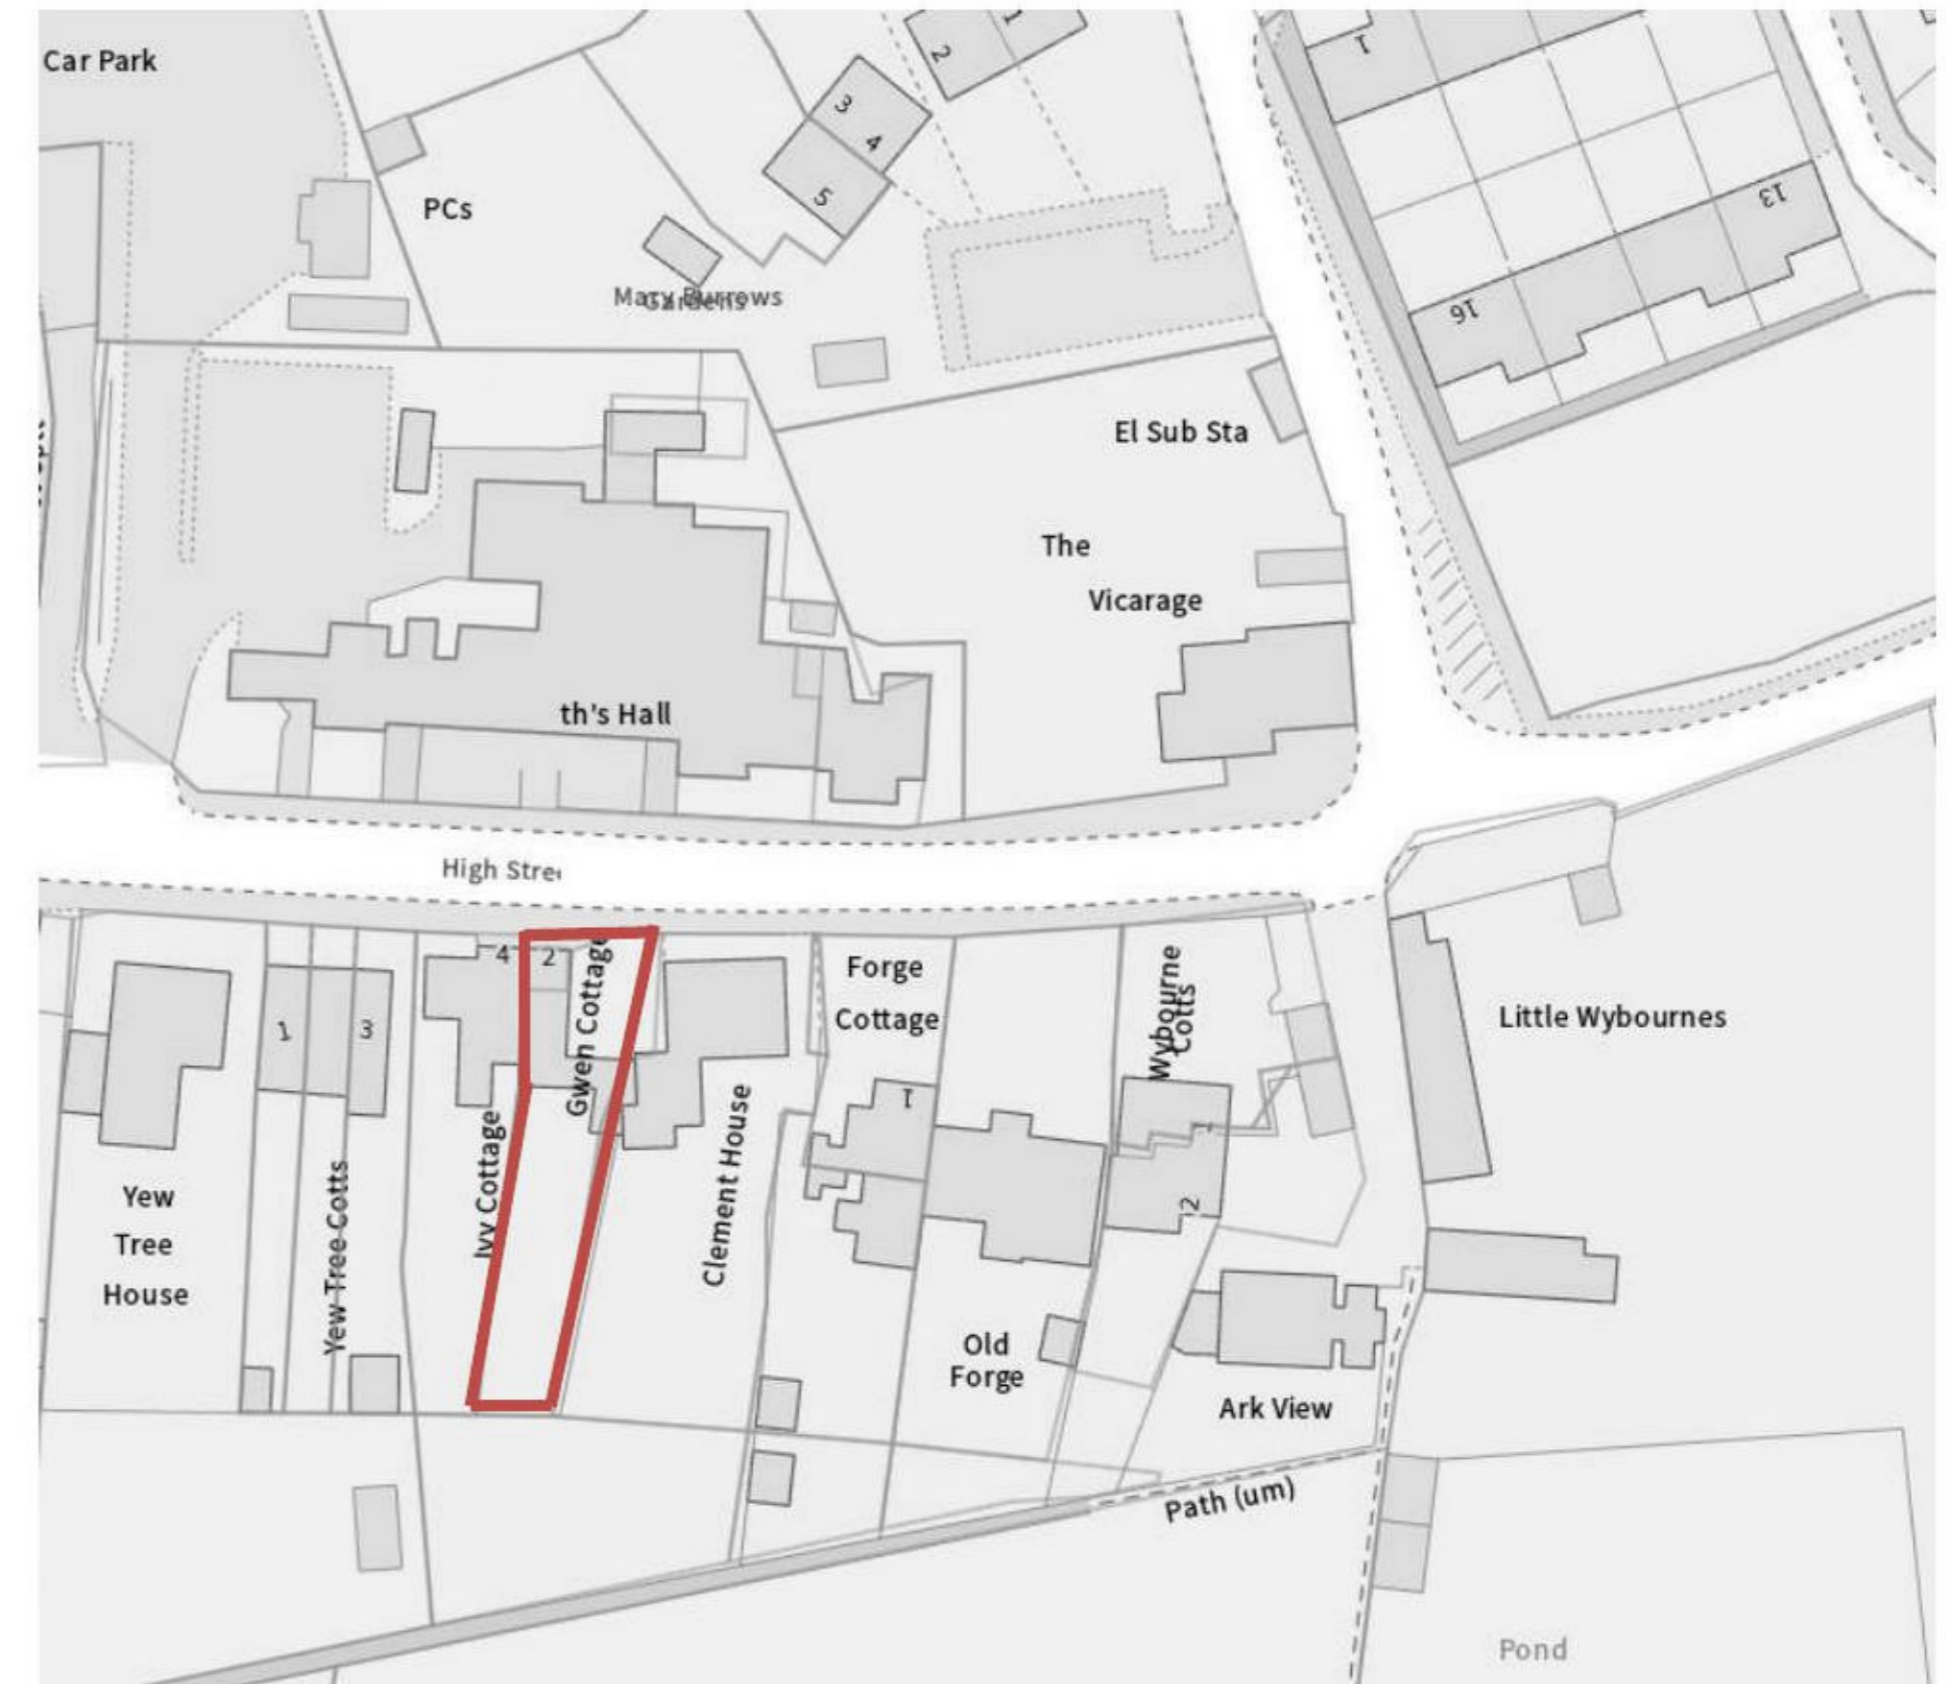 Car Park
1
2
1
3
4
PCs
5
13
Mary Burrows
Gardens
16
El Sub Sta
The
Vicarage
th's Hall
High Stre
4
2
Gwen Cottage
Forge
Cottage
Wybourne
Cotts
Little Wybournes
1
3
1
Ivy Cottage
Clement House
Yew
Tree
House
Yew Tree Cotts
2
Old
Forge
Ark View
Path (um)
Pond